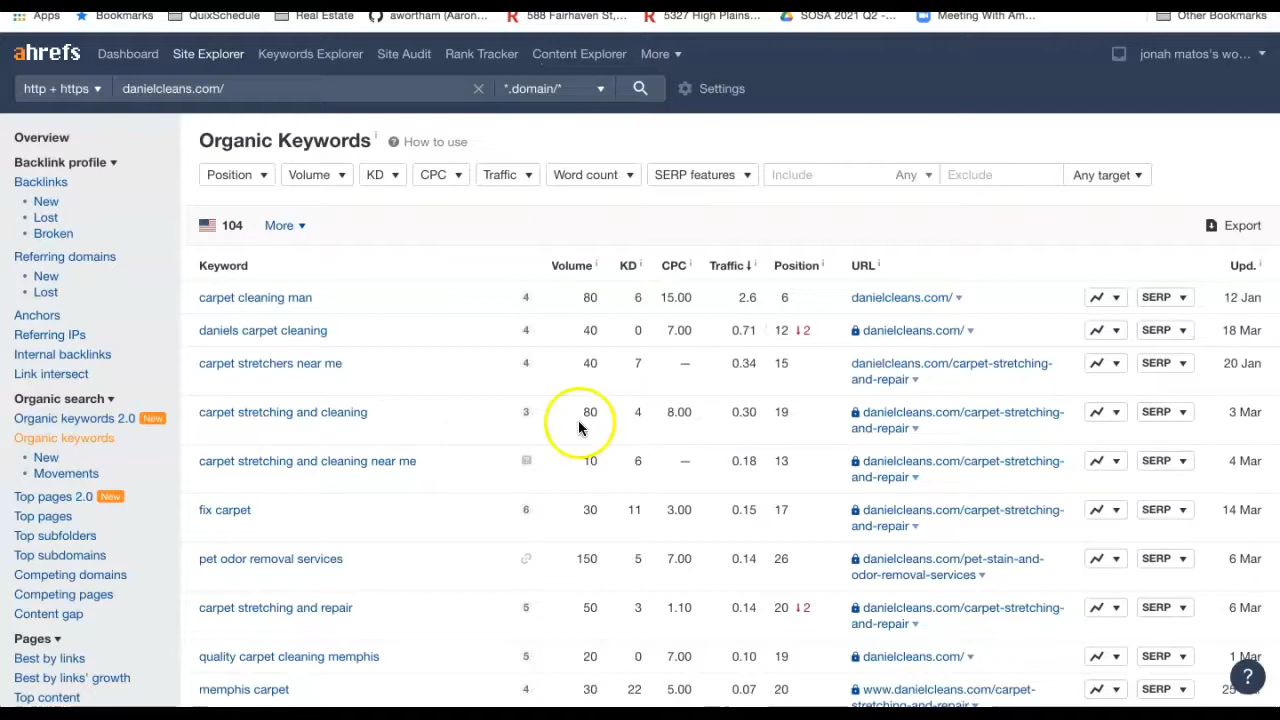 Apps Bookmarks QuixSchedule Real Estate awortham (Aaron... 588 Fairhaven St,... 5327 High Plains... SOSA 2021 Q2 -... Meeting With Am... Other Bookmarks
ahrefs Dashboard Site Explorer Keywords Explorer Site Audit Rank Tracker Content Explorer More jonah matos's wo...
http + https danielcleans.com/ *.domain/* Settings
Overview
Backlink profile
Backlinks
• New
• Lost
• Broken
Referring domains
• New
• Lost
Anchors
Referring IPs
Internal backlinks
Link intersect
Organic search
Organic keywords 2.0 New
Organic keywords
• New
• Movements
Top pages 2.0 New
Top pages
Top subfolders
Top subdomains
Competing domains
Competing pages
Content gap
Pages
Best by links
Best by links' growth
Top content
Organic Keywords i ? How to use
Position Volume KD CPC Traffic Word count SERP features Include Any Exclude Any target
104 More Export
Keyword Volume KD CPC Traffic Position URL Upd.
carpet cleaning man 4 80 6 15.00 2.6 6 danielcleans.com/ SERP 12 Jan
daniels carpet cleaning 4 40 0 7.00 0.71 12 ↓2 danielcleans.com/ SERP 18 Mar
carpet stretchers near me 4 40 7 — 0.34 15 danielcleans.com/carpet-stretching- SERP 20 Jan
and-repair
carpet stretching and cleaning 3 80 4 8.00 0.30 19 danielcleans.com/carpet-stretching- SERP 3 Mar
and-repair
carpet stretching and cleaning near me 10 6 — 0.18 13 danielcleans.com/carpet-stretching- SERP 4 Mar
and-repair
fix carpet 6 30 11 3.00 0.15 17 danielcleans.com/carpet-stretching- SERP 14 Mar
and-repair
pet odor removal services 150 5 7.00 0.14 26 danielcleans.com/pet-stain-and- SERP 6 Mar
odor-removal-services
carpet stretching and repair 5 50 3 1.10 0.14 20 ↓2 danielcleans.com/carpet-stretching- SERP 6 Mar
and-repair
quality carpet cleaning memphis 5 20 0 7.00 0.10 19 danielcleans.com/ SERP 1 Mar
memphis carpet 4 30 22 5.00 0.07 20 www.danielcleans.com/carpet- SERP
stretching-and-repair
?